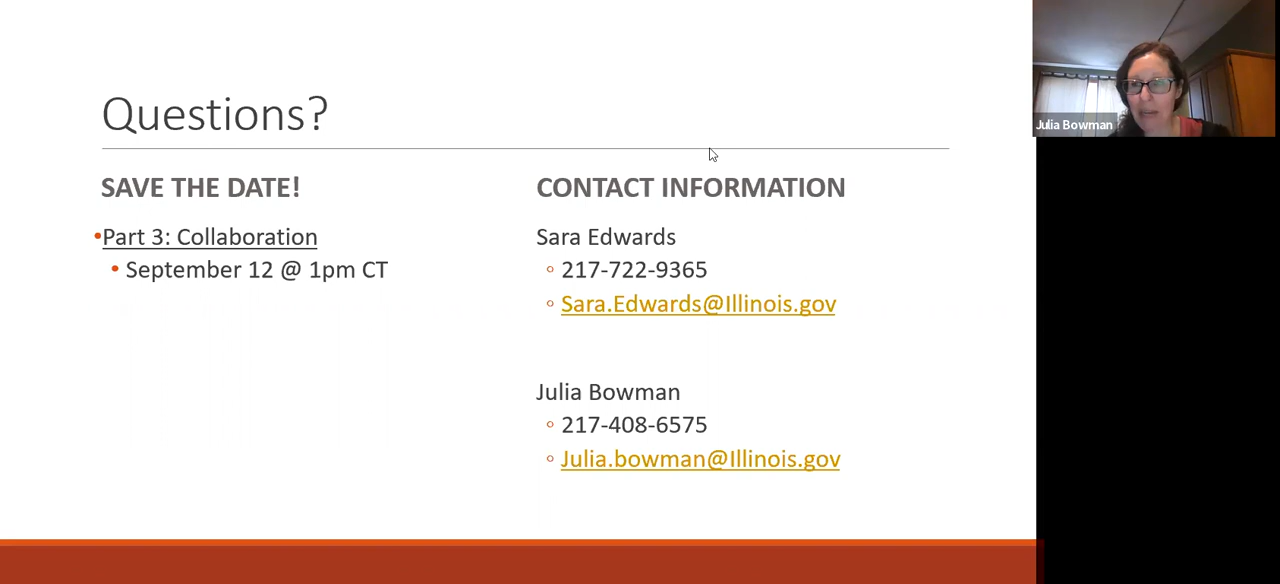 Questions?
SAVE THE DATE!
•Part 3: Collaboration
• September 12 @ 1pm CT
CONTACT INFORMATION
Sara Edwards
◦ 217-722-9365
◦ Sara.Edwards@Illinois.gov
Julia Bowman
◦ 217-408-6575
◦ Julia.bowman@Illinois.gov
Julia Bowman